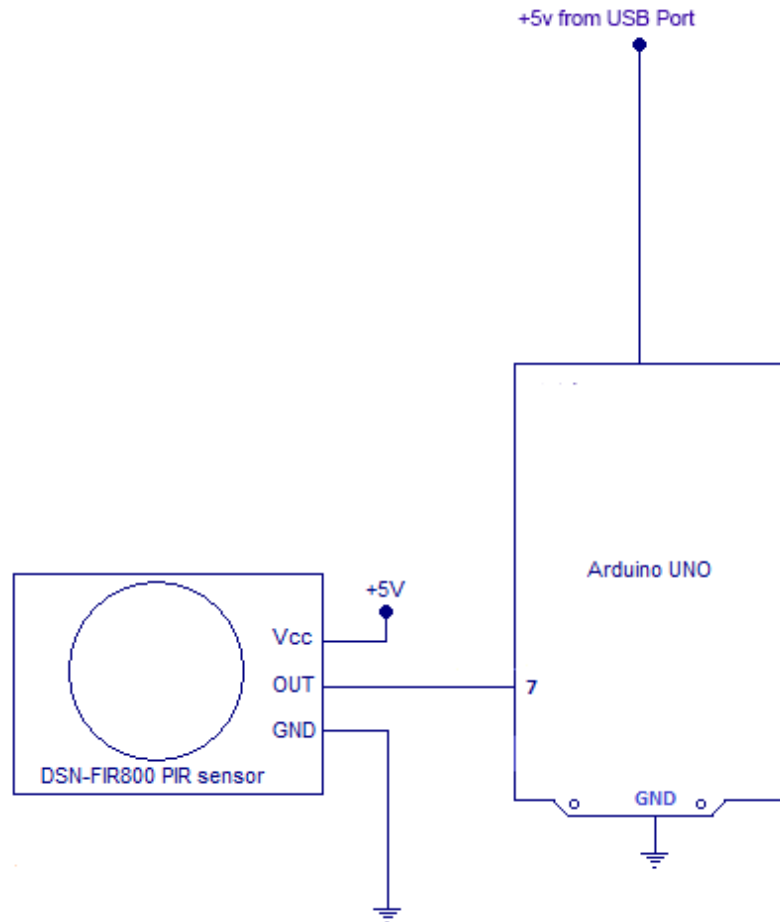 +5v from USB Port
Arduino UNO
+5V
Vcc
OUT
7
GND
DSN-FIR800 PIR sensor
GND